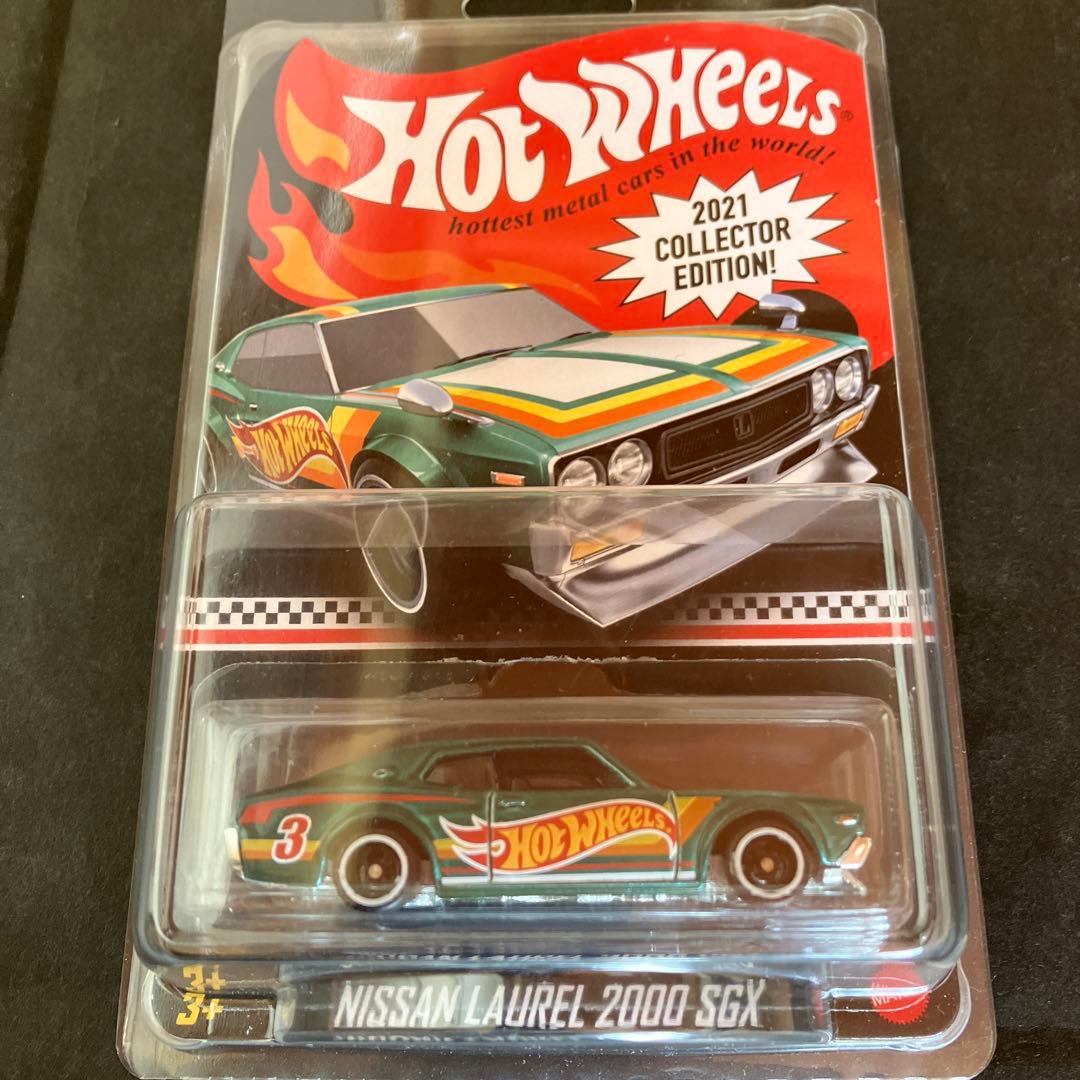 HOT WHEELS®
hottest metal cars in the world!
2021
COLLECTOR
EDITION!
HOT WHEELS
L
3
HOT WHEELS
3+
3+
NISSAN LAUREL 2000 SGX